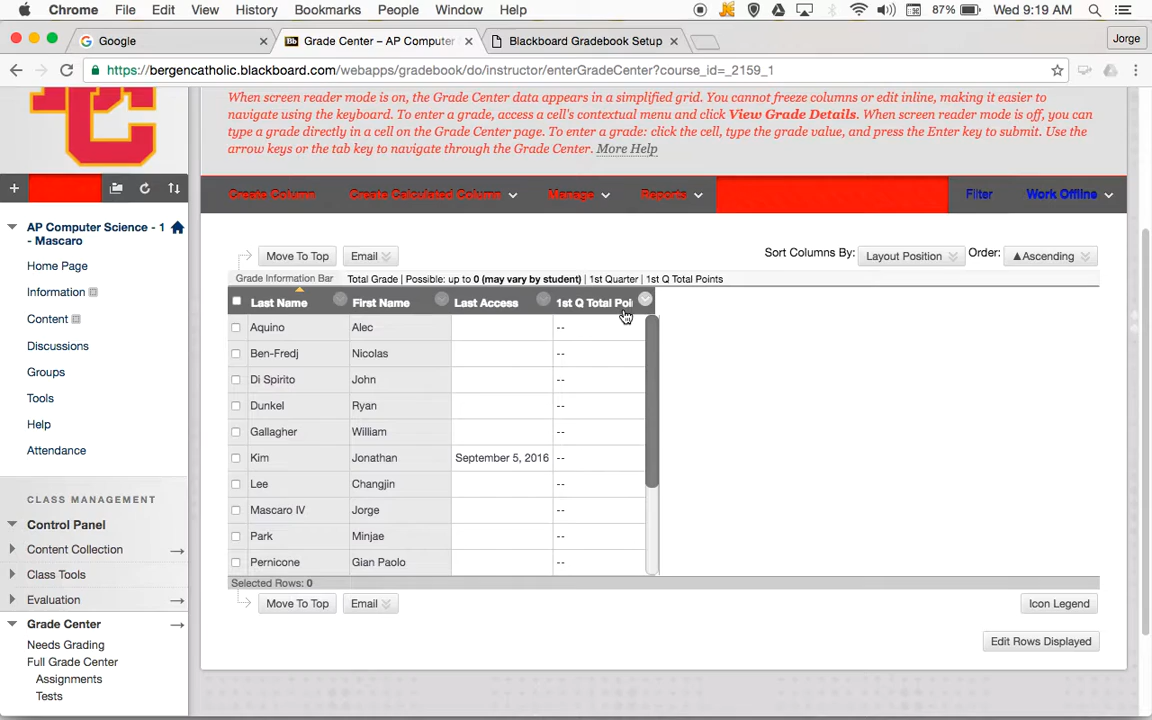 Chrome File Edit View History Bookmarks People Window Help 87% Wed 9:19 AM
Google Bb Grade Center – AP Computer Blackboard Gradebook Setup Jorge
https://bergencatholic.blackboard.com/webapps/gradebook/do/instructor/enterGradeCenter?course_id=_2159_1
When screen reader mode is on, the Grade Center data appears in a simplified grid. You cannot freeze columns or edit inline, making it easier to
navigate using the keyboard. To enter a grade, access a cell's contextual menu and click View Grade Details. When screen reader mode is off, you can
type a grade directly in a cell on the Grade Center page. To enter a grade: click the cell, type the grade value, and press the Enter key to submit. Use the
arrow keys or the tab key to navigate through the Grade Center. More Help
Create Column Create Calculated Column Manage Reports Filter Work Offline
AP Computer Science - 1
- Mascaro
Home Page
Information
Content
Discussions
Groups
Tools
Help
Attendance
CLASS MANAGEMENT
Control Panel
Content Collection
Class Tools
Evaluation
Grade Center
Needs Grading
Full Grade Center
Assignments
Tests
Move To Top Email Sort Columns By: Layout Position Order: ▲Ascending
Grade Information Bar Total Grade | Possible: up to 0 (may vary by student) | 1st Quarter | 1st Q Total Points
Last Name First Name Last Access 1st Q Total Poi
Aquino Alec --
Ben-Fredj Nicolas --
Di Spirito John --
Dunkel Ryan --
Gallagher William --
Kim Jonathan September 5, 2016 --
Lee Changjin --
Mascaro IV Jorge --
Park Minjae --
Pernicone Gian Paolo --
Selected Rows: 0
Move To Top Email Icon Legend
Edit Rows Displayed